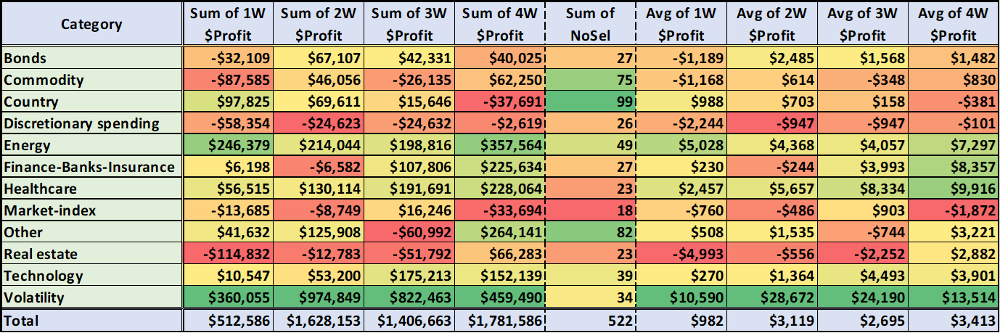 Category Sum of 1W $Profit Sum of 2W $Profit Sum of 3W $Profit Sum of 4W $Profit Sum of NoSel Avg of 1W $Profit Avg of 2W $Profit Avg of 3W $Profit Avg of 4W $Profit
Bonds -$32,109 $67,107 $42,331 $40,025 27 -$1,189 $2,485 $1,568 $1,482
Commodity -$87,585 $46,056 -$26,135 $62,250 75 -$1,168 $614 -$348 $830
Country $97,825 $69,611 $15,646 -$37,691 99 $988 $703 $158 -$381
Discretionary spending -$58,354 -$24,623 -$24,632 -$2,619 26 -$2,244 -$947 -$947 -$101
Energy $246,379 $214,044 $198,816 $357,564 49 $5,028 $4,368 $4,057 $7,297
Finance-Banks-Insurance $6,198 -$6,582 $107,806 $225,634 27 $230 -$244 $3,993 $8,357
Healthcare $56,515 $130,114 $191,691 $228,064 23 $2,457 $5,657 $8,334 $9,916
Market-index -$13,685 -$8,749 $16,246 -$33,694 18 -$760 -$486 $903 -$1,872
Other $41,632 $125,908 -$60,992 $264,141 82 $508 $1,535 -$744 $3,221
Real estate -$114,832 -$12,783 -$51,792 $66,283 23 -$4,993 -$556 -$2,252 $2,882
Technology $10,547 $53,200 $175,213 $152,139 39 $270 $1,364 $4,493 $3,901
Volatility $360,055 $974,849 $822,463 $459,490 34 $10,590 $28,672 $24,190 $13,514
Total $512,586 $1,628,153 $1,406,663 $1,781,586 522 $982 $3,119 $2,695 $3,413